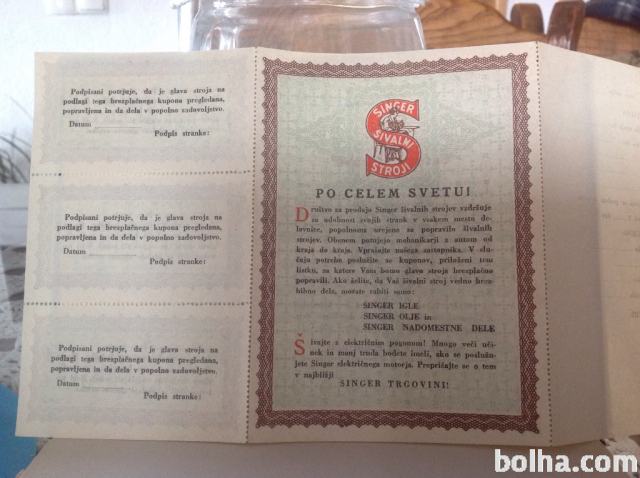 Podpisani potrjuje, da je glava stroja na
podlagi tega brezplačnega kupona pregledana,
popravljena in da dela v popolno zadovoljstvo.
Datum
Podpis stranke:
Podpisani potrjuje, da je glava stroja na
podlagi tega brezplačnega kupona pregledana,
popravljena in da dela v popolno zadovoljstvo.
Datum
Podpis stranke:
Podpisani potrjuje, da je glava stroja na
podlagi tega brezplačnega kupona pregledana,
popravljena in da dela v popolno zadovoljstvo.
Datum
Podpis stranke:
SINGER
ŠIVALNI
STROJI
PO CELEM SVETU!
Društvo za prodajo Singer šivalnih strojev vzdržuje
za udobnost svojih strank v vsakem mestu de-
lavnice, popolnoma urejene za popravilo šivalnih
strojev. Obenem potujejo mehanikarji z autom od
kraja do kraja. Vprašajte našega zastopnika. V slu-
čaju potrebe poslužite se kuponov, priloženi tem
listku, za katere Vam bomo glavo stroja brezplačno
popravili. Ako želite, da Vaš šivalni stroj vedno brez-
hibno dela, morate rabiti samo:
SINGER IGLE
SINGER OLJE in
SINGER NADOMESTNE DELE
Šivajte z električnim pogonom! Mnogo veči uči-
nek in manj truda bodete imeli, ako se posluž-
jete Singer električnega motorja. Prepričajte se o tem
v najbližji
SINGER TRGOVINI!
bolha.com